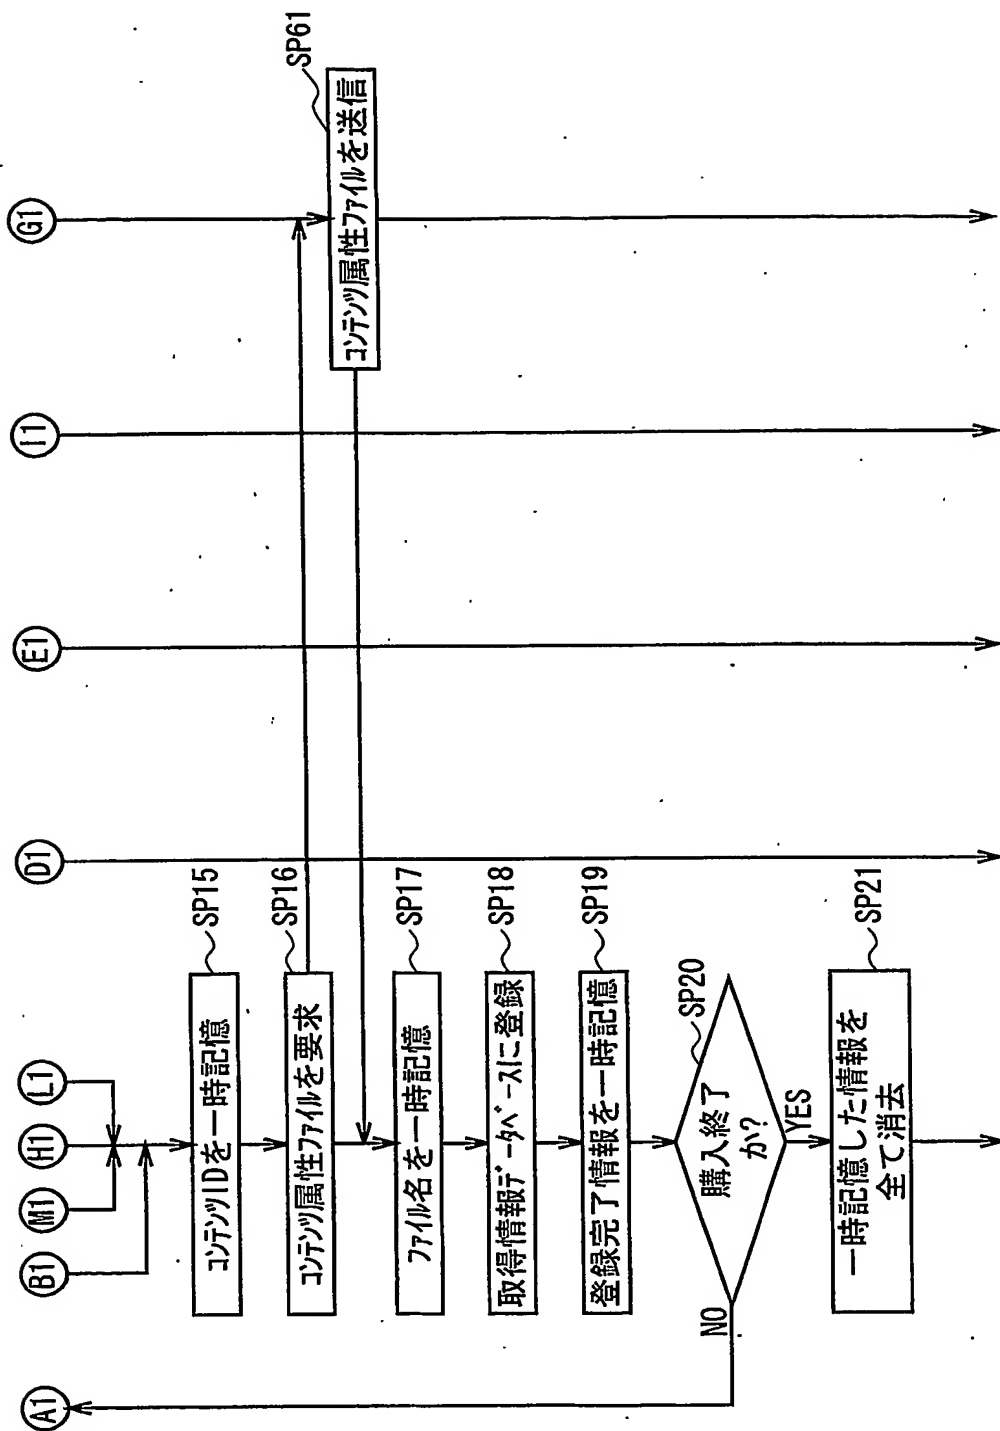 B1
M1
H1
L1
A1
D1
E1
I1
G1
コンテンツIDを一時記憶
SP15
コンテンツ属性ファイルを要求
SP16
コンテンツ属性ファイルを送信
SP61
ファイル名を一時記憶
SP17
取得情報データベースに登録
SP18
登録完了情報を一時記憶
SP19
購入終了
か?
SP20
NO
YES
一時記憶した情報を
全て消去
SP21